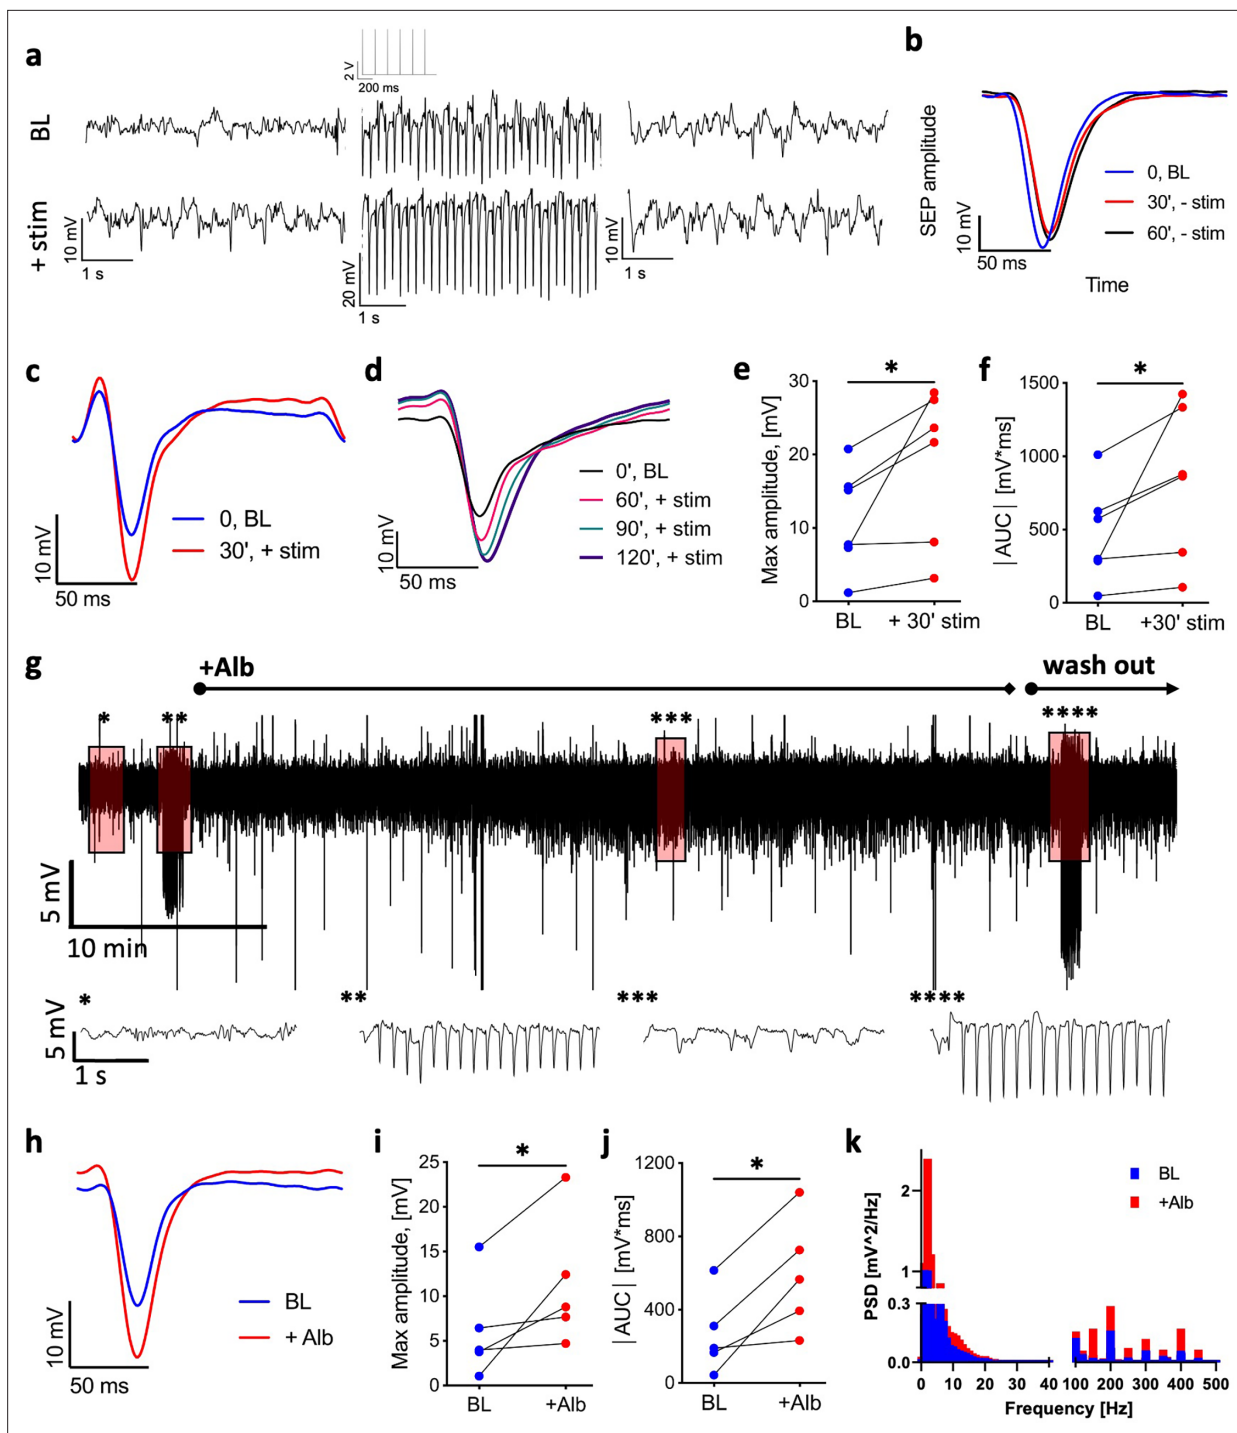 a
2 V
200 ms
BL
+ stim
10 mV
1 s
20 mV
1 s
10 mV
1 s
b
SEP amplitude
0, BL
30', - stim
60', - stim
10 mV
50 ms
Time
c
0, BL
30', + stim
10 mV
50 ms
d
0', BL
60', + stim
90', + stim
120', + stim
10 mV
50 ms
e
*
Max amplitude, [mV]
30
20
10
0
BL
+ 30' stim
f
*
|AUC| [mV*ms]
1500
1000
500
0
BL
+30' stim
g
+Alb
wash out
*
**
***
****
5 mV
10 min
*
**
***
****
5 mV
1 s
h
BL
+ Alb
10 mV
50 ms
i
*
Max amplitude, [mV]
25
20
15
10
5
0
BL
+Alb
j
*
|AUC| [mV*ms]
1200
800
400
0
BL
+Alb
k
BL
+Alb
PSD [mV^2/Hz]
2
1
0.3
0.0
0 10 20 30 40 100 200 300 400 500
Frequency [Hz]